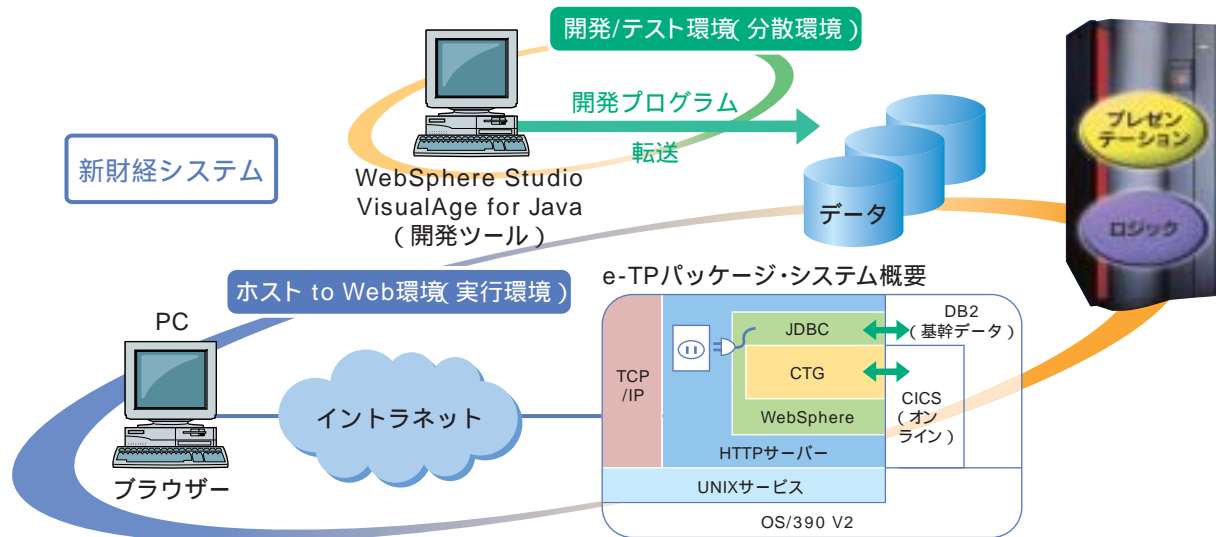 開発/テスト環境(分散環境)
開発プログラム
転送
プレゼン
テーション
新財経システム
WebSphere Studio
VisualAge for Java
(開発ツール)
データ
ロジック
ホスト to Web環境(実行環境)
e-TPパッケージ・システム概要
PC
JDBC
DB2
(基幹データ)
TCP
/IP
CTG
イントラネット
CICS
(オン
ライン)
WebSphere
HTTPサーバー
ブラウザー
UNIXサービス
OS/390 V2